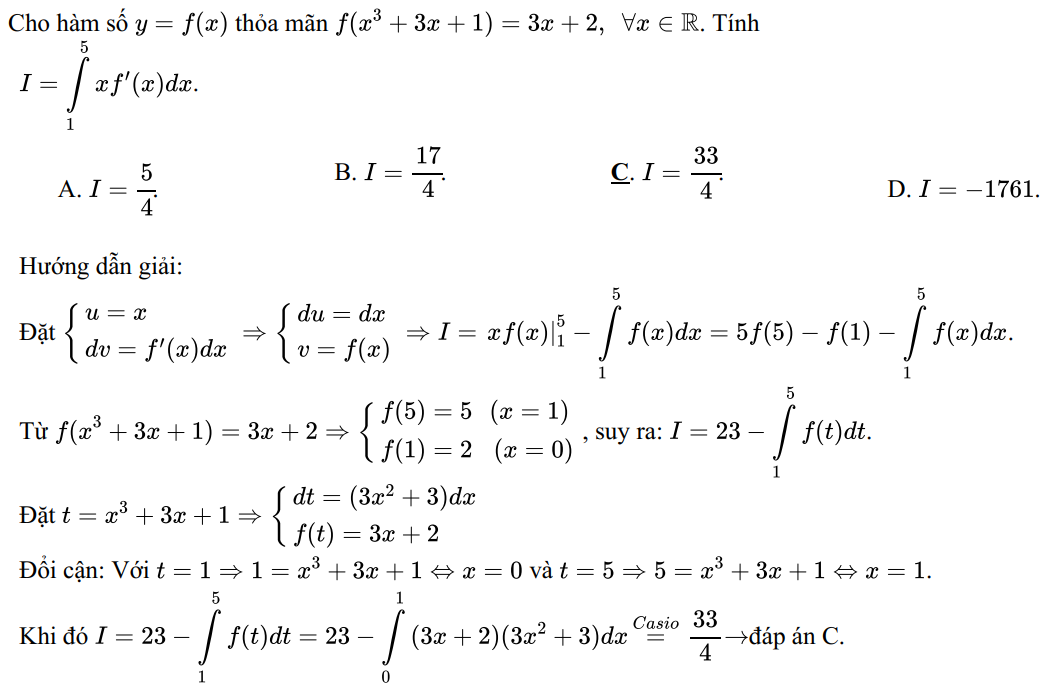 Cho hàm số y = f(x) thỏa mãn f(x³ + 3x + 1) = 3x + 2, ∀x ∈ ℝ. Tính
I = ∫₁⁵ xf′(x)dx.
A. I = 5/4. B. I = 17/4. C. I = 33/4. D. I = −1761.
Hướng dẫn giải:
Đặt { u = x; dv = f′(x)dx ⇒ { du = dx; v = f(x) ⇒ I = xf(x)|₁⁵ − ∫₁⁵ f(x)dx = 5f(5) − f(1) − ∫₁⁵ f(x)dx.
Từ f(x³ + 3x + 1) = 3x + 2 ⇒ { f(5) = 5 (x = 1); f(1) = 2 (x = 0) , suy ra: I = 23 − ∫₁⁵ f(t)dt.
Đặt t = x³ + 3x + 1 ⇒ { dt = (3x² + 3)dx; f(t) = 3x + 2
Đổi cận: Với t = 1 ⇒ 1 = x³ + 3x + 1 ⇔ x = 0 và t = 5 ⇒ 5 = x³ + 3x + 1 ⇔ x = 1.
Khi đó I = 23 − ∫₁⁵ f(t)dt = 23 − ∫₀¹ (3x + 2)(3x² + 3)dx =(Casio) 33/4 →đáp án C.